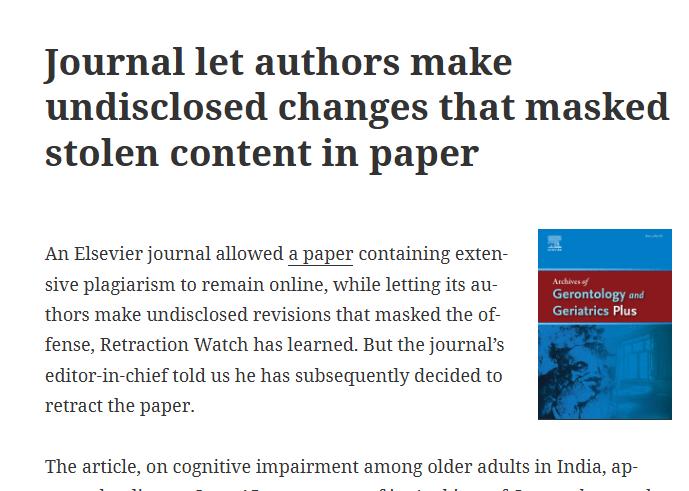 Journal let authors make
undisclosed changes that masked
stolen content in paper
An Elsevier journal allowed a paper containing exten-
sive plagiarism to remain online, while letting its au-
thors make undisclosed revisions that masked the of-
fense, Retraction Watch has learned. But the journal’s
editor-in-chief told us he has subsequently decided to
retract the paper.
Archives of
Gerontology and
Geriatrics Plus
The article, on cognitive impairment among older adults in India, ap-